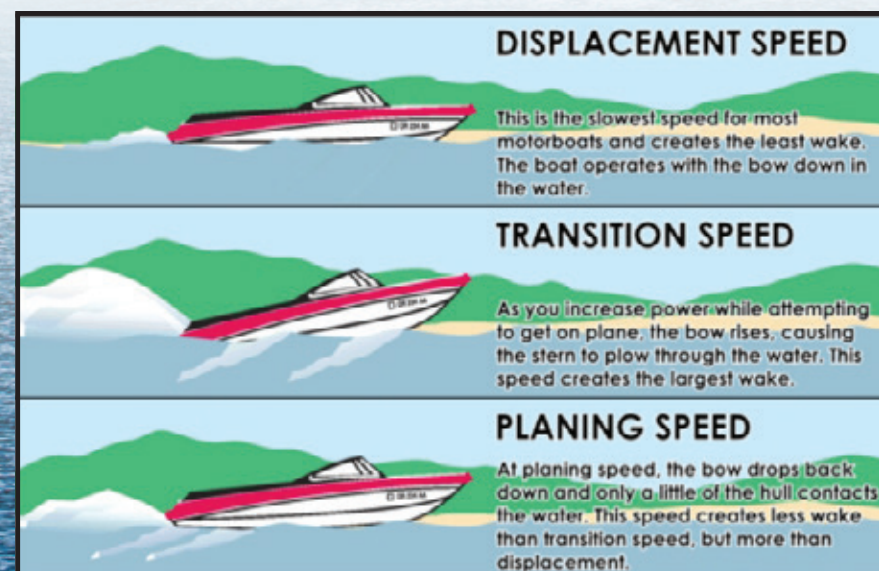 DISPLACEMENT SPEED
This is the slowest speed for most
motorboats and creates the least wake.
The boat operates with the bow down in
the water.
TRANSITION SPEED
As you increase power while attempting
to get on plane, the bow rises, causing
the stern to plow through the water. This
speed creates the largest wake.
PLANING SPEED
At planing speed, the bow drops back
down and only a little of the hull contacts
the water. This speed creates less wake
than transition speed, but more than
displacement.